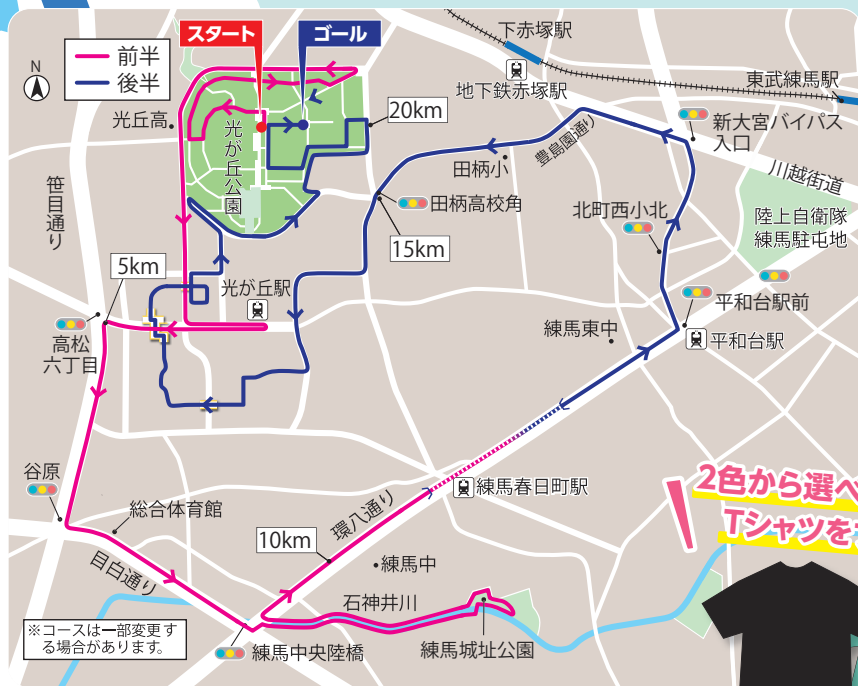 スタート
ゴール
N
前半
後半
下赤塚駅
地下鉄赤塚駅
東武練馬駅
20km
光丘高
光が丘公園
新大宮バイパス
入口
豊島園通り
田柄小
川越街道
笹目通り
田柄高校角
北町西小北
陸上自衛隊
練馬駐屯地
15km
5km
光が丘駅
平和台駅前
高松
六丁目
練馬東中
平和台駅
谷原
練馬春日町駅
2色から選べ
Tシャツを
総合体育館
環八通り
10km
目白通り
練馬中
石神井川
※コースは一部変更す
る場合があります。
練馬中央陸橋
練馬城址公園